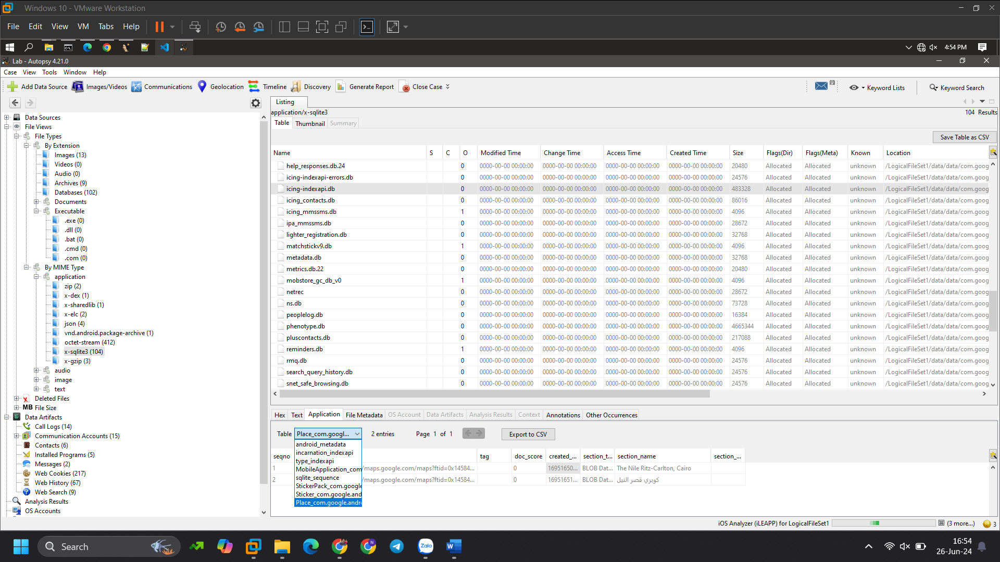 Windows 10 - VMware Workstation
File Edit View VM Tabs Help
4:54 PM
Lab - Autopsy 4.21.0
Case View Tools Window Help
Add Data Source Images/Videos Communications Geolocation Timeline Discovery Generate Report Close Case 9 Keyword Lists Keyword Search
Data Sources
File Views
File Types
By Extension
Images (13)
Videos (0)
Audio (0)
Archives (9)
Databases (102)
Documents
Executable
.exe (0)
.dll (0)
.bat (0)
.cmd (0)
.com (0)
By MIME Type
application
zip (2)
x-dex (1)
x-sharedlib (1)
x-elc (2)
json (4)
vnd.android.package-archive (1)
octet-stream (412)
x-sqlite3 (104)
x-gzip (3)
audio
image
text
Deleted Files
MB File Size
Data Artifacts
Call Logs (14)
Communication Accounts (15)
Contacts (6)
Installed Programs (5)
Messages (2)
Web Cookies (217)
Web History (67)
Web Search (9)
Analysis Results
OS Accounts
Listing
application/x-sqlite3 104 Results
Table Thumbnail Summary
Save Table as CSV
Name S C O Modified Time Change Time Access Time Created Time Size Flags(Dir) Flags(Meta) Known Location
help_responses.db.24 0 0000-00-00 00:00:00 0000-00-00 00:00:00 0000-00-00 00:00:00 0000-00-00 00:00:00 20480 Allocated Allocated unknown /LogicalFileSet1/data/data/com.goog
icing-indexapi-errors.db 0 0000-00-00 00:00:00 0000-00-00 00:00:00 0000-00-00 00:00:00 0000-00-00 00:00:00 24576 Allocated Allocated unknown /LogicalFileSet1/data/data/com.goog
icing-indexapi.db 0 0000-00-00 00:00:00 0000-00-00 00:00:00 0000-00-00 00:00:00 0000-00-00 00:00:00 483328 Allocated Allocated unknown /LogicalFileSet1/data/data/com.goog
icing_contacts.db 0 0000-00-00 00:00:00 0000-00-00 00:00:00 0000-00-00 00:00:00 0000-00-00 00:00:00 86016 Allocated Allocated unknown /LogicalFileSet1/data/data/com.goog
icing_mmssms.db 1 0000-00-00 00:00:00 0000-00-00 00:00:00 0000-00-00 00:00:00 0000-00-00 00:00:00 4096 Allocated Allocated unknown /LogicalFileSet1/data/data/com.goog
ipa_mmssms.db 0 0000-00-00 00:00:00 0000-00-00 00:00:00 0000-00-00 00:00:00 0000-00-00 00:00:00 28672 Allocated Allocated unknown /LogicalFileSet1/data/data/com.goog
lighter_registration.db 0 0000-00-00 00:00:00 0000-00-00 00:00:00 0000-00-00 00:00:00 0000-00-00 00:00:00 32768 Allocated Allocated unknown /LogicalFileSet1/data/data/com.goog
matchstickv9.db 1 0000-00-00 00:00:00 0000-00-00 00:00:00 0000-00-00 00:00:00 0000-00-00 00:00:00 4096 Allocated Allocated unknown /LogicalFileSet1/data/data/com.goog
metadata.db 0 0000-00-00 00:00:00 0000-00-00 00:00:00 0000-00-00 00:00:00 0000-00-00 00:00:00 32768 Allocated Allocated unknown /LogicalFileSet1/data/data/com.goog
metrics.db.22 0 0000-00-00 00:00:00 0000-00-00 00:00:00 0000-00-00 00:00:00 0000-00-00 00:00:00 20480 Allocated Allocated unknown /LogicalFileSet1/data/data/com.goog
mobstore_gc_db_v0 1 0000-00-00 00:00:00 0000-00-00 00:00:00 0000-00-00 00:00:00 0000-00-00 00:00:00 4096 Allocated Allocated unknown /LogicalFileSet1/data/data/com.goog
netrec 0 0000-00-00 00:00:00 0000-00-00 00:00:00 0000-00-00 00:00:00 0000-00-00 00:00:00 28672 Allocated Allocated unknown /LogicalFileSet1/data/data/com.goog
ns.db 0 0000-00-00 00:00:00 0000-00-00 00:00:00 0000-00-00 00:00:00 0000-00-00 00:00:00 73728 Allocated Allocated unknown /LogicalFileSet1/data/data/com.goog
peoplelog.db 0 0000-00-00 00:00:00 0000-00-00 00:00:00 0000-00-00 00:00:00 0000-00-00 00:00:00 16384 Allocated Allocated unknown /LogicalFileSet1/data/data/com.goog
phenotype.db 0 0000-00-00 00:00:00 0000-00-00 00:00:00 0000-00-00 00:00:00 0000-00-00 00:00:00 4665344 Allocated Allocated unknown /LogicalFileSet1/data/data/com.goog
pluscontacts.db 0 0000-00-00 00:00:00 0000-00-00 00:00:00 0000-00-00 00:00:00 0000-00-00 00:00:00 217088 Allocated Allocated unknown /LogicalFileSet1/data/data/com.goog
reminders.db 1 0000-00-00 00:00:00 0000-00-00 00:00:00 0000-00-00 00:00:00 0000-00-00 00:00:00 4096 Allocated Allocated unknown /LogicalFileSet1/data/data/com.goog
rmq.db 0 0000-00-00 00:00:00 0000-00-00 00:00:00 0000-00-00 00:00:00 0000-00-00 00:00:00 24576 Allocated Allocated unknown /LogicalFileSet1/data/data/com.goog
search_query_history.db 0 0000-00-00 00:00:00 0000-00-00 00:00:00 0000-00-00 00:00:00 0000-00-00 00:00:00 24576 Allocated Allocated unknown /LogicalFileSet1/data/data/com.goog
snet_safe_browsing.db 0 0000-00-00 00:00:00 0000-00-00 00:00:00 0000-00-00 00:00:00 0000-00-00 00:00:00 24576 Allocated Allocated unknown /LogicalFileSet1/data/data/com.goog
Hex Text Application File Metadata OS Account Data Artifacts Analysis Results Context Annotations Other Occurrences
Table Place_com.googl... 2 entries Page 1 of 1 Export to CSV
android_metadata
incarnation_indexapi
type_indexapi
MobileApplication_com
sqlite_sequence
StickerPack_com.google
Sticker_com.google.and
Place_com.google.andr
seqno tag doc_score created_... section_t... section_name section_...
1 /maps.google.com/maps?ftid=0x14584... 0 16951650... BLOB Dat... The Nile Ritz-Carlton, Cairo
2 /maps.google.com/maps?ftid=0x14584... 0 16951651... BLOB Dat... كوبري قصر النيل
iOS Analyzer (iLEAPP) for LogicalFileSet1 (3 more...) 3
Search Zalo 16:54
26-Jun-24